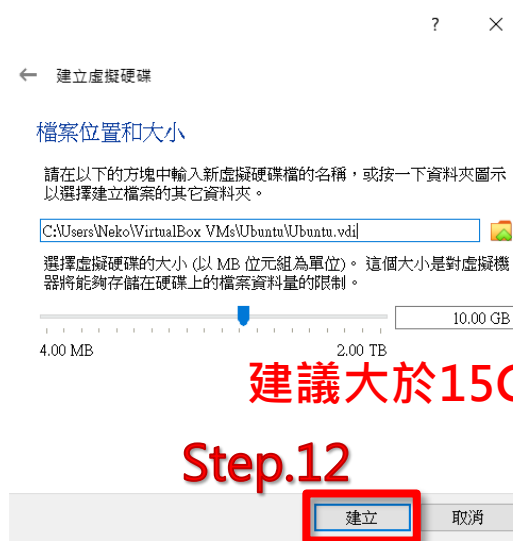 ?
← 建立虛擬硬碟
檔案位置和大小
請在以下的方塊中輸入新虛擬硬碟檔的名稱，或按一下資料夾圖示
以選擇建立檔案的其它資料夾。
C:\Users\Neko\VirtualBox VMs\Ubuntu\Ubuntu.vdi
選擇虛擬硬碟的大小 (以 MB 位元組為單位)。 這個大小是對虛擬機
器將能夠存儲在硬碟上的檔案資料量的限制。
10.00 GB
4.00 MB 2.00 TB
建議大於15G
Step.12
建立 取消